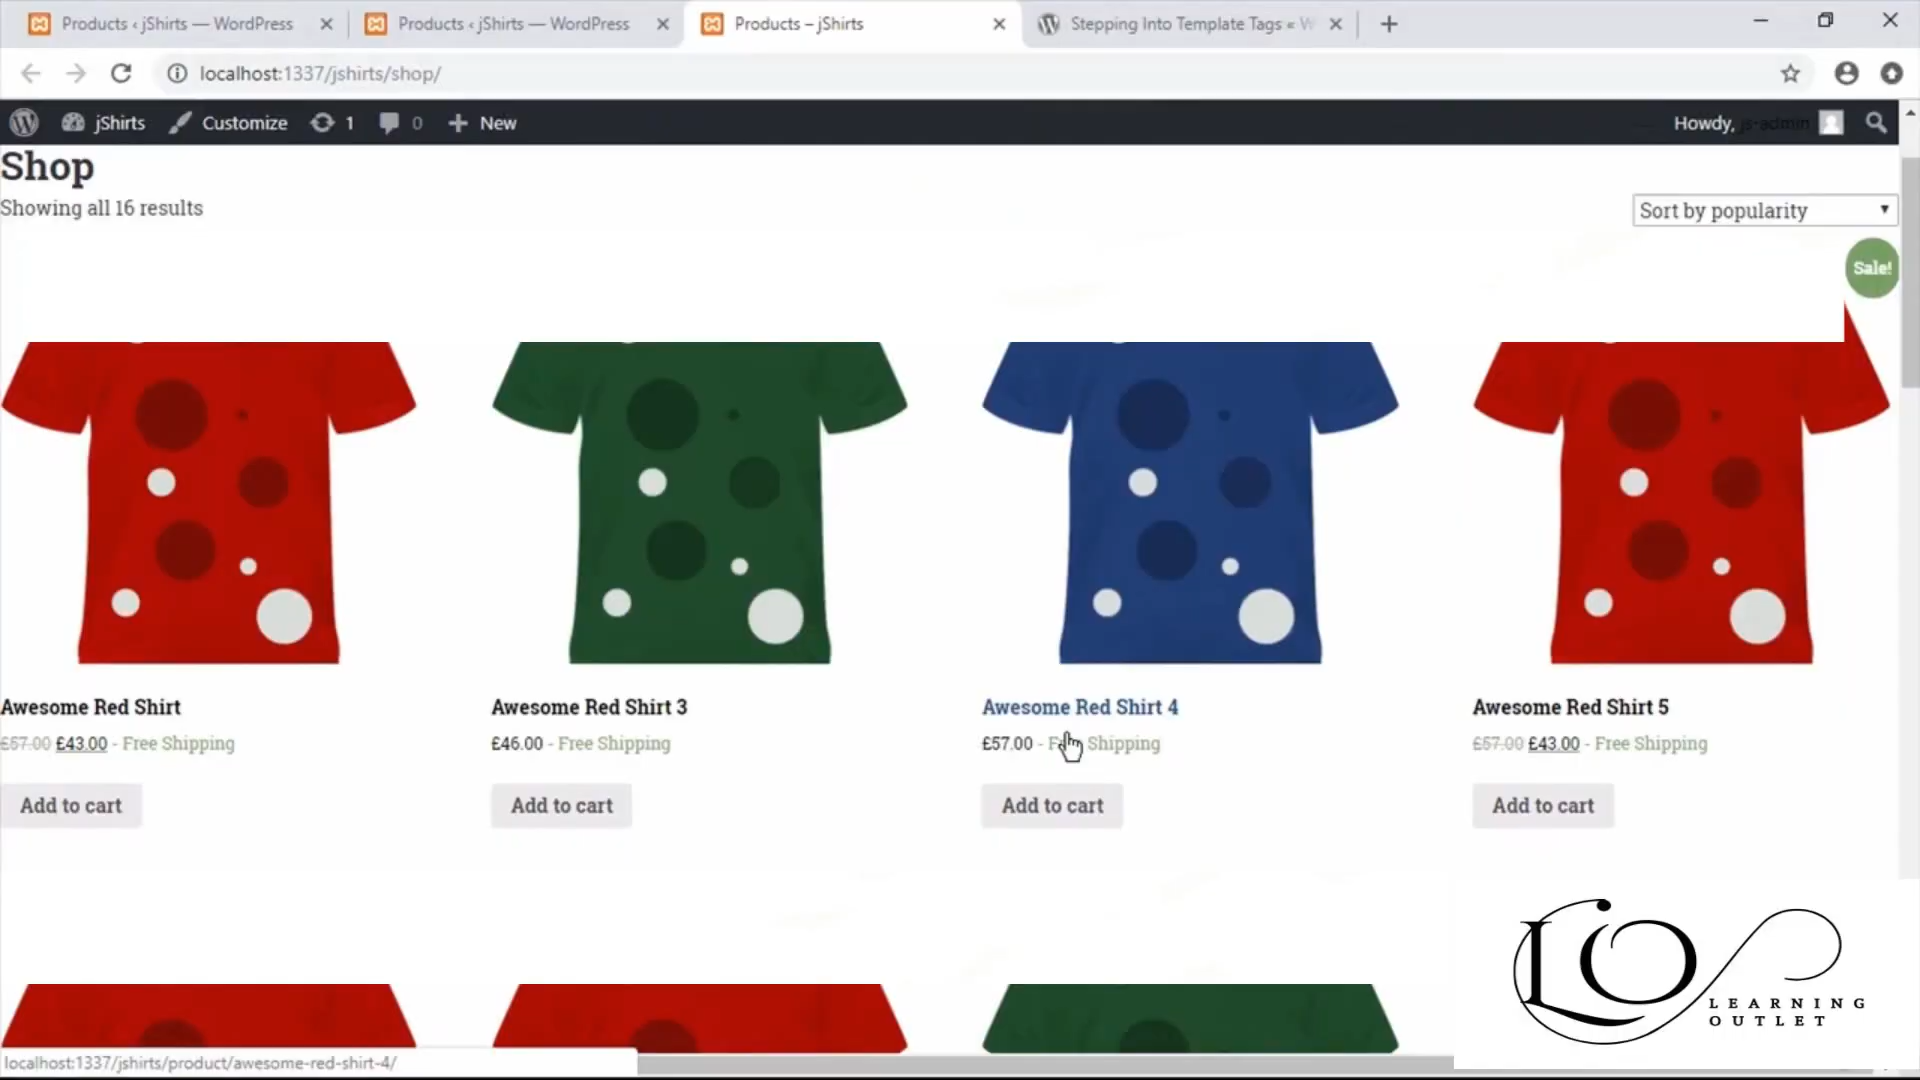 Products ‹ jShirts — WordPress
Products ‹ jShirts — WordPress
Products – jShirts
Stepping Into Template Tags « W
localhost:1337/jshirts/shop/
jShirts
Customize
1
0
New
Howdy, js-admin
Shop
Showing all 16 results
Sort by popularity
Sale!
Awesome Red Shirt
£57.00 £43.00 - Free Shipping
Add to cart
Awesome Red Shirt 3
£46.00 - Free Shipping
Add to cart
Awesome Red Shirt 4
£57.00 - Free Shipping
Add to cart
Awesome Red Shirt 5
£57.00 £43.00 - Free Shipping
Add to cart
LO
LEARNING
OUTLET
localhost:1337/jshirts/product/awesome-red-shirt-4/